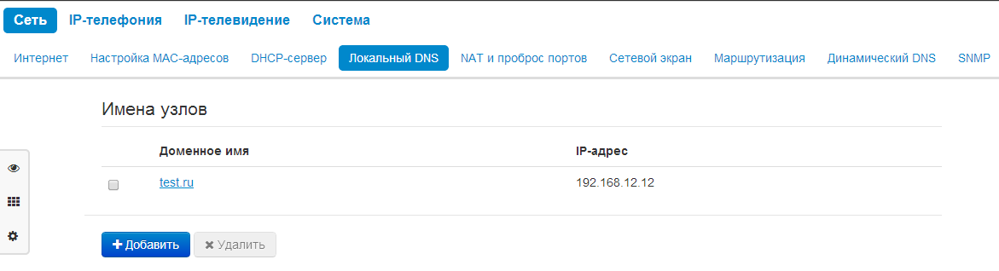 Сеть IP-телефония IP-телевидение Система
Интернет Настройка MAC-адресов DHCP-сервер Локальный DNS NAT и проброс портов Сетевой экран Маршрутизация Динамический DNS SNMP
Имена узлов
Доменное имя IP-адрес
test.ru 192.168.12.12
Добавить Удалить